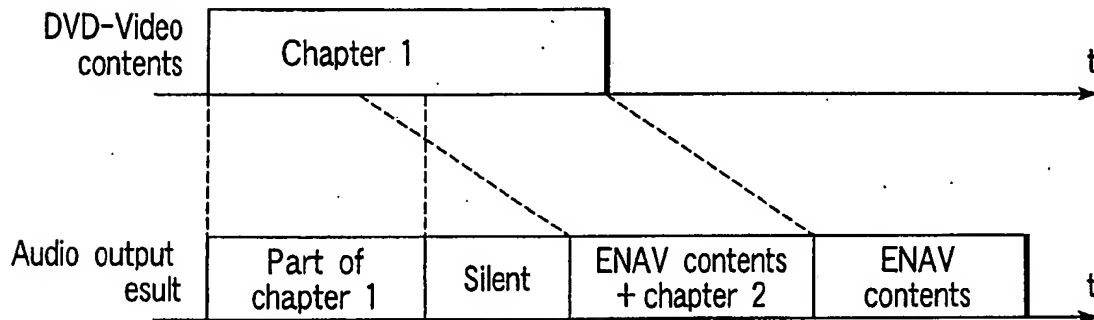 DVD-Video
contents
Chapter 1
t
Audio output
esult
Part of
chapter 1
Silent
ENAV contents
+ chapter 2
ENAV
contents
t